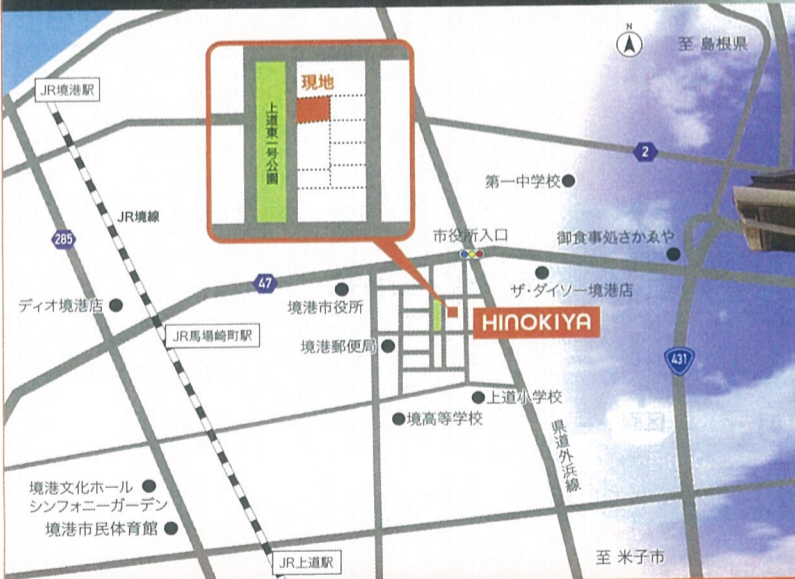 N
至 島根県
JR境港駅
現地
上道東一号公園
2
第一中学校
JR境線
285
市役所入口
御食事処さかゑや
47
境港市役所
ザ・ダイソー境港店
ディオ境港店
HINOKIYA
JR馬場崎町駅
境港郵便局
431
上道小学校
境高等学校
県道外浜線
境港文化ホール
シンフォニーガーデン
境港市民体育館
至 米子市
JR上道駅